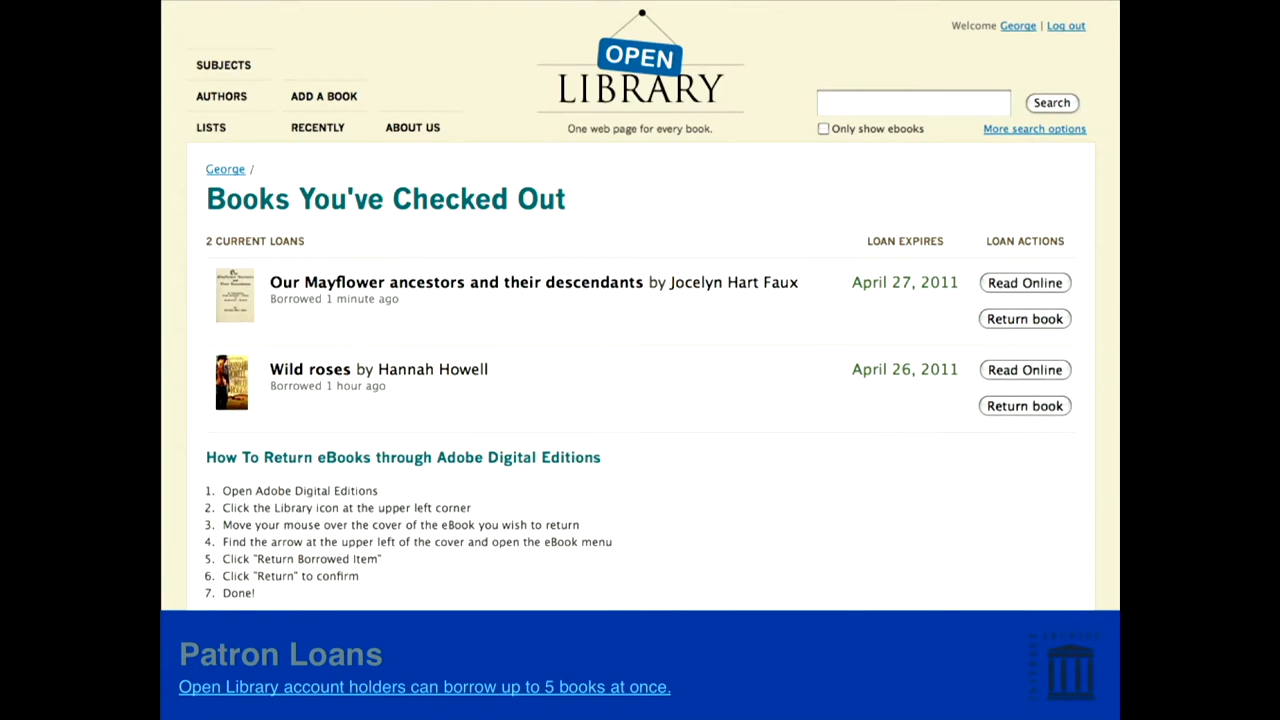 Welcome George | Log out
OPEN
LIBRARY
One web page for every book.
SUBJECTS
AUTHORS ADD A BOOK
LISTS RECENTLY ABOUT US
Search
Only show ebooks More search options
George /
Books You've Checked Out
2 CURRENT LOANS LOAN EXPIRES LOAN ACTIONS
Our Mayflower ancestors and their descendants by Jocelyn Hart Faux April 27, 2011 Read Online
Borrowed 1 minute ago
Return book
Wild roses by Hannah Howell April 26, 2011 Read Online
Borrowed 1 hour ago
Return book
How To Return eBooks through Adobe Digital Editions
1. Open Adobe Digital Editions
2. Click the Library icon at the upper left corner
3. Move your mouse over the cover of the eBook you wish to return
4. Find the arrow at the upper left of the cover and open the eBook menu
5. Click "Return Borrowed Item"
6. Click "Return" to confirm
7. Done!
Patron Loans
Open Library account holders can borrow up to 5 books at once.
INTERNET ARCHIVE